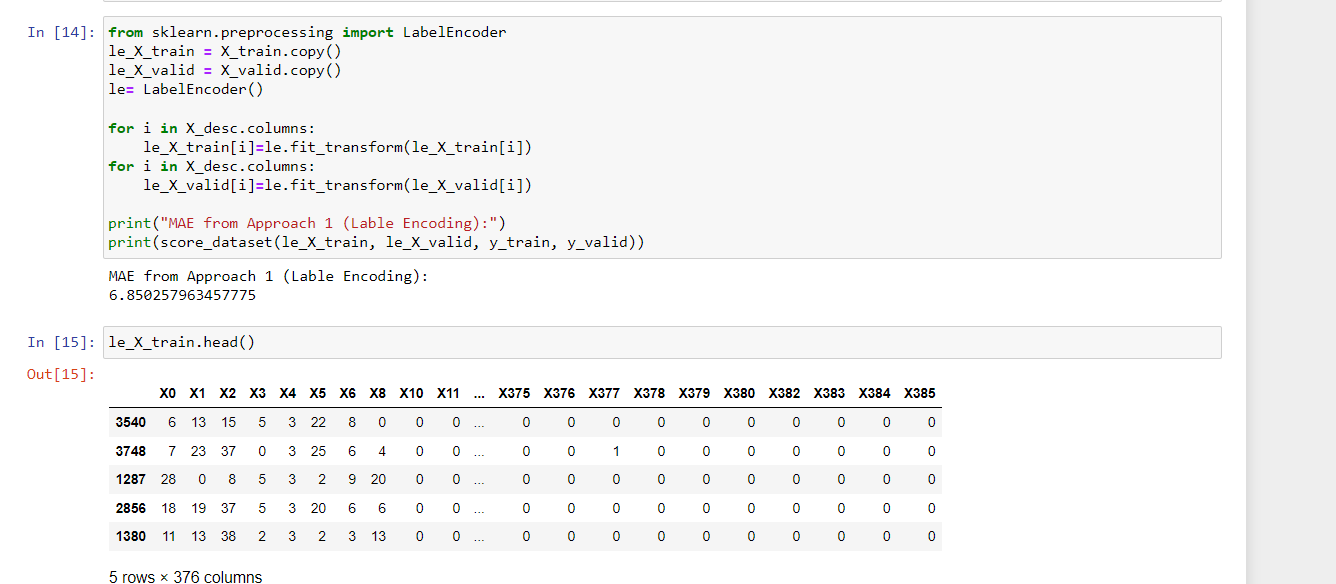 In [14]: from sklearn.preprocessing import LabelEncoder
le_X_train = X_train.copy()
le_X_valid = X_valid.copy()
le= LabelEncoder()
for i in X_desc.columns:
    le_X_train[i]=le.fit_transform(le_X_train[i])
for i in X_desc.columns:
    le_X_valid[i]=le.fit_transform(le_X_valid[i])
print("MAE from Approach 1 (Lable Encoding):")
print(score_dataset(le_X_train, le_X_valid, y_train, y_valid))
MAE from Approach 1 (Lable Encoding):
6.850257963457775
In [15]: le_X_train.head()
Out[15]:
X0 X1 X2 X3 X4 X5 X6 X8 X10 X11 ... X375 X376 X377 X378 X379 X380 X382 X383 X384 X385
3540 6 13 15 5 3 22 8 0 0 0 ... 0 0 0 0 0 0 0 0 0 0
3748 7 23 37 0 3 25 6 4 0 0 ... 0 0 1 0 0 0 0 0 0 0
1287 28 0 8 5 3 2 9 20 0 0 ... 0 0 0 0 0 0 0 0 0 0
2856 18 19 37 5 3 20 6 6 0 0 ... 0 0 0 0 0 0 0 0 0 0
1380 11 13 38 2 3 2 3 13 0 0 ... 0 0 0 0 0 0 0 0 0 0
5 rows × 376 columns